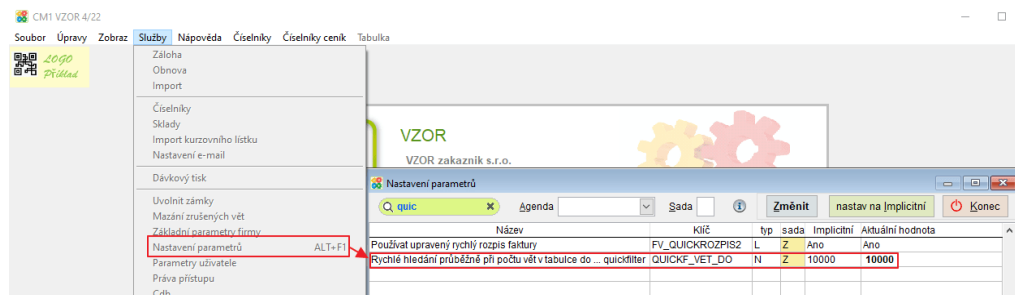 CM1 VZOR 4/22
Soubor Úpravy Zobraz Služby Nápověda Číselníky Číselníky ceník Tabulka
LOGO
Příklad
Záloha
Obnova
Import
Číselníky
Sklady
Import kurzovního lístku
Nastavení e-mail
Dávkový tisk
Uvolnit zámky
Mazání zrušených vět
Základní parametry firmy
Nastavení parametrů ALT+F1
Parametry uživatele
Práva přístupu
Cdb
VZOR
VZOR zakaznik s.r.o.
Nastavení parametrů
quic Agenda Sada Změnit nastav na Implicitní Konec
Název Klíč typ sada Implicitní Aktuální hodnota
Používat upravený rychlý rozpis faktury FV_QUICKROZPIS2 L Z Ano Ano
Rychlé hledání průběžně při počtu vět v tabulce do ... quickfilter QUICKF_VET_DO N Z 10000 10000